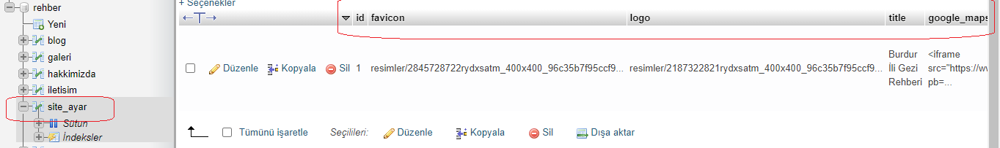 rehber
Yeni
blog
galeri
hakkimizda
iletisim
site_ayar
Sütun
İndeksler
+ Seçenekler
id favicon logo title google_maps
Düzenle Kopyala Sil 1 resimler/2845728722rydxsatm_400x400_96c35b7f95ccf9... resimler/2187322821rydxsatm_400x400_96c35b7f95ccf9...
Burdur
İli Gezi
Rehberi
<iframe
src="https://w
pb=...
Tümünü işaretle Seçilileri: Düzenle Kopyala Sil Dışa aktar